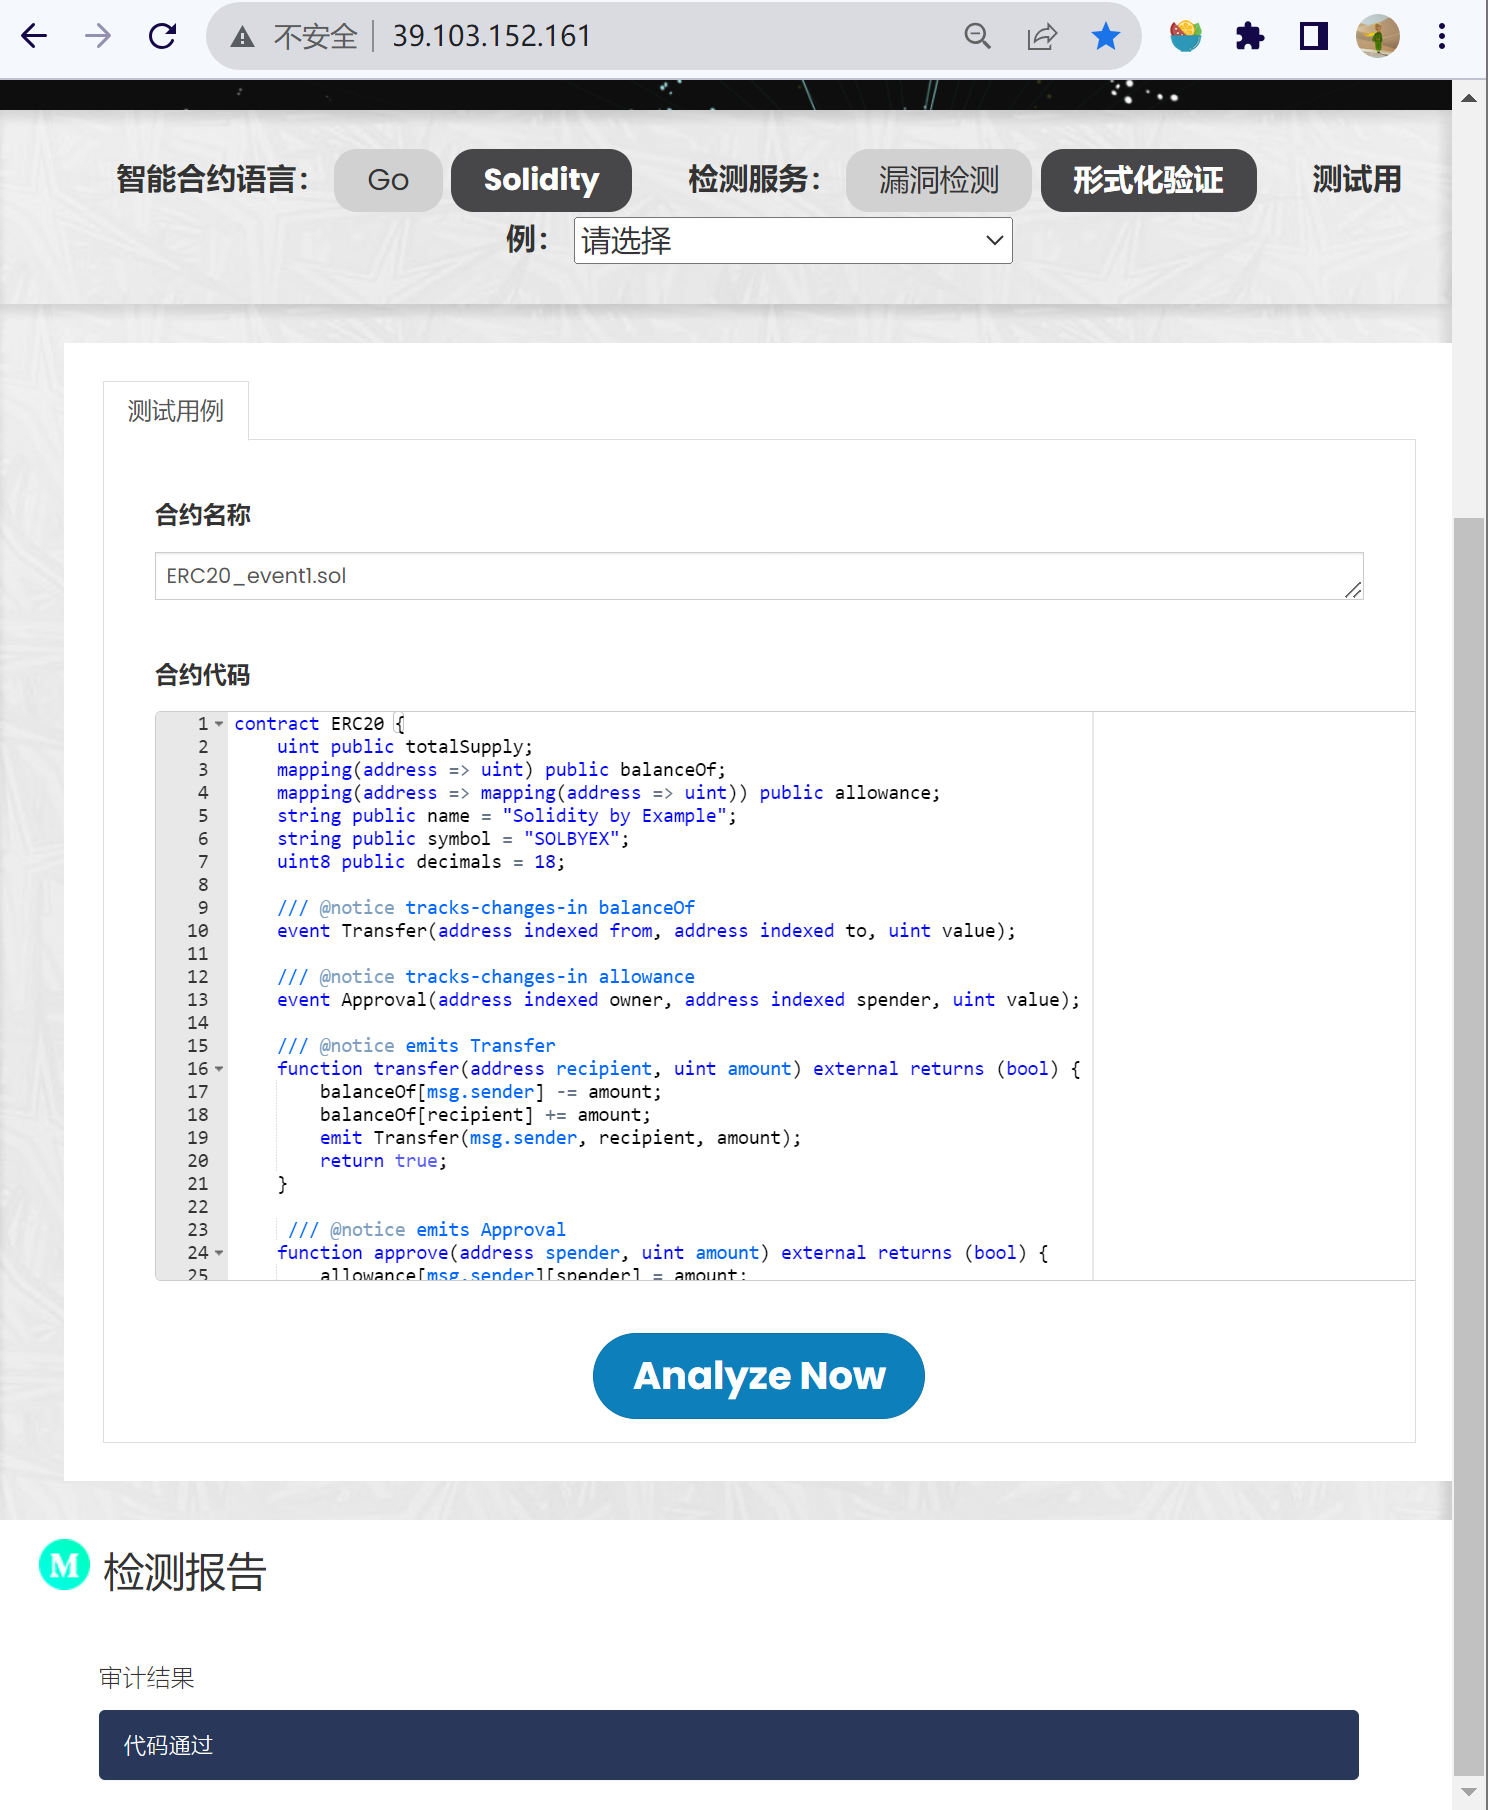 不安全 39.103.152.161
智能合约语言： Go Solidity 检测服务： 漏洞检测 形式化验证 测试用
例： 请选择
测试用例
合约名称
ERC20_event1.sol
合约代码
1 contract ERC20 {
2 uint public totalSupply;
3 mapping(address => uint) public balanceOf;
4 mapping(address => mapping(address => uint)) public allowance;
5 string public name = "Solidity by Example";
6 string public symbol = "SOLBYEX";
7 uint8 public decimals = 18;
8
9 /// @notice tracks-changes-in balanceOf
10 event Transfer(address indexed from, address indexed to, uint value);
11
12 /// @notice tracks-changes-in allowance
13 event Approval(address indexed owner, address indexed spender, uint value);
14
15 /// @notice emits Transfer
16 function transfer(address recipient, uint amount) external returns (bool) {
17 balanceOf[msg.sender] -= amount;
18 balanceOf[recipient] += amount;
19 emit Transfer(msg.sender, recipient, amount);
20 return true;
21 }
22
23 /// @notice emits Approval
24 function approve(address spender, uint amount) external returns (bool) {
25 allowance[msg.sender][spender] = amount;
Analyze Now
M 检测报告
审计结果
代码通过